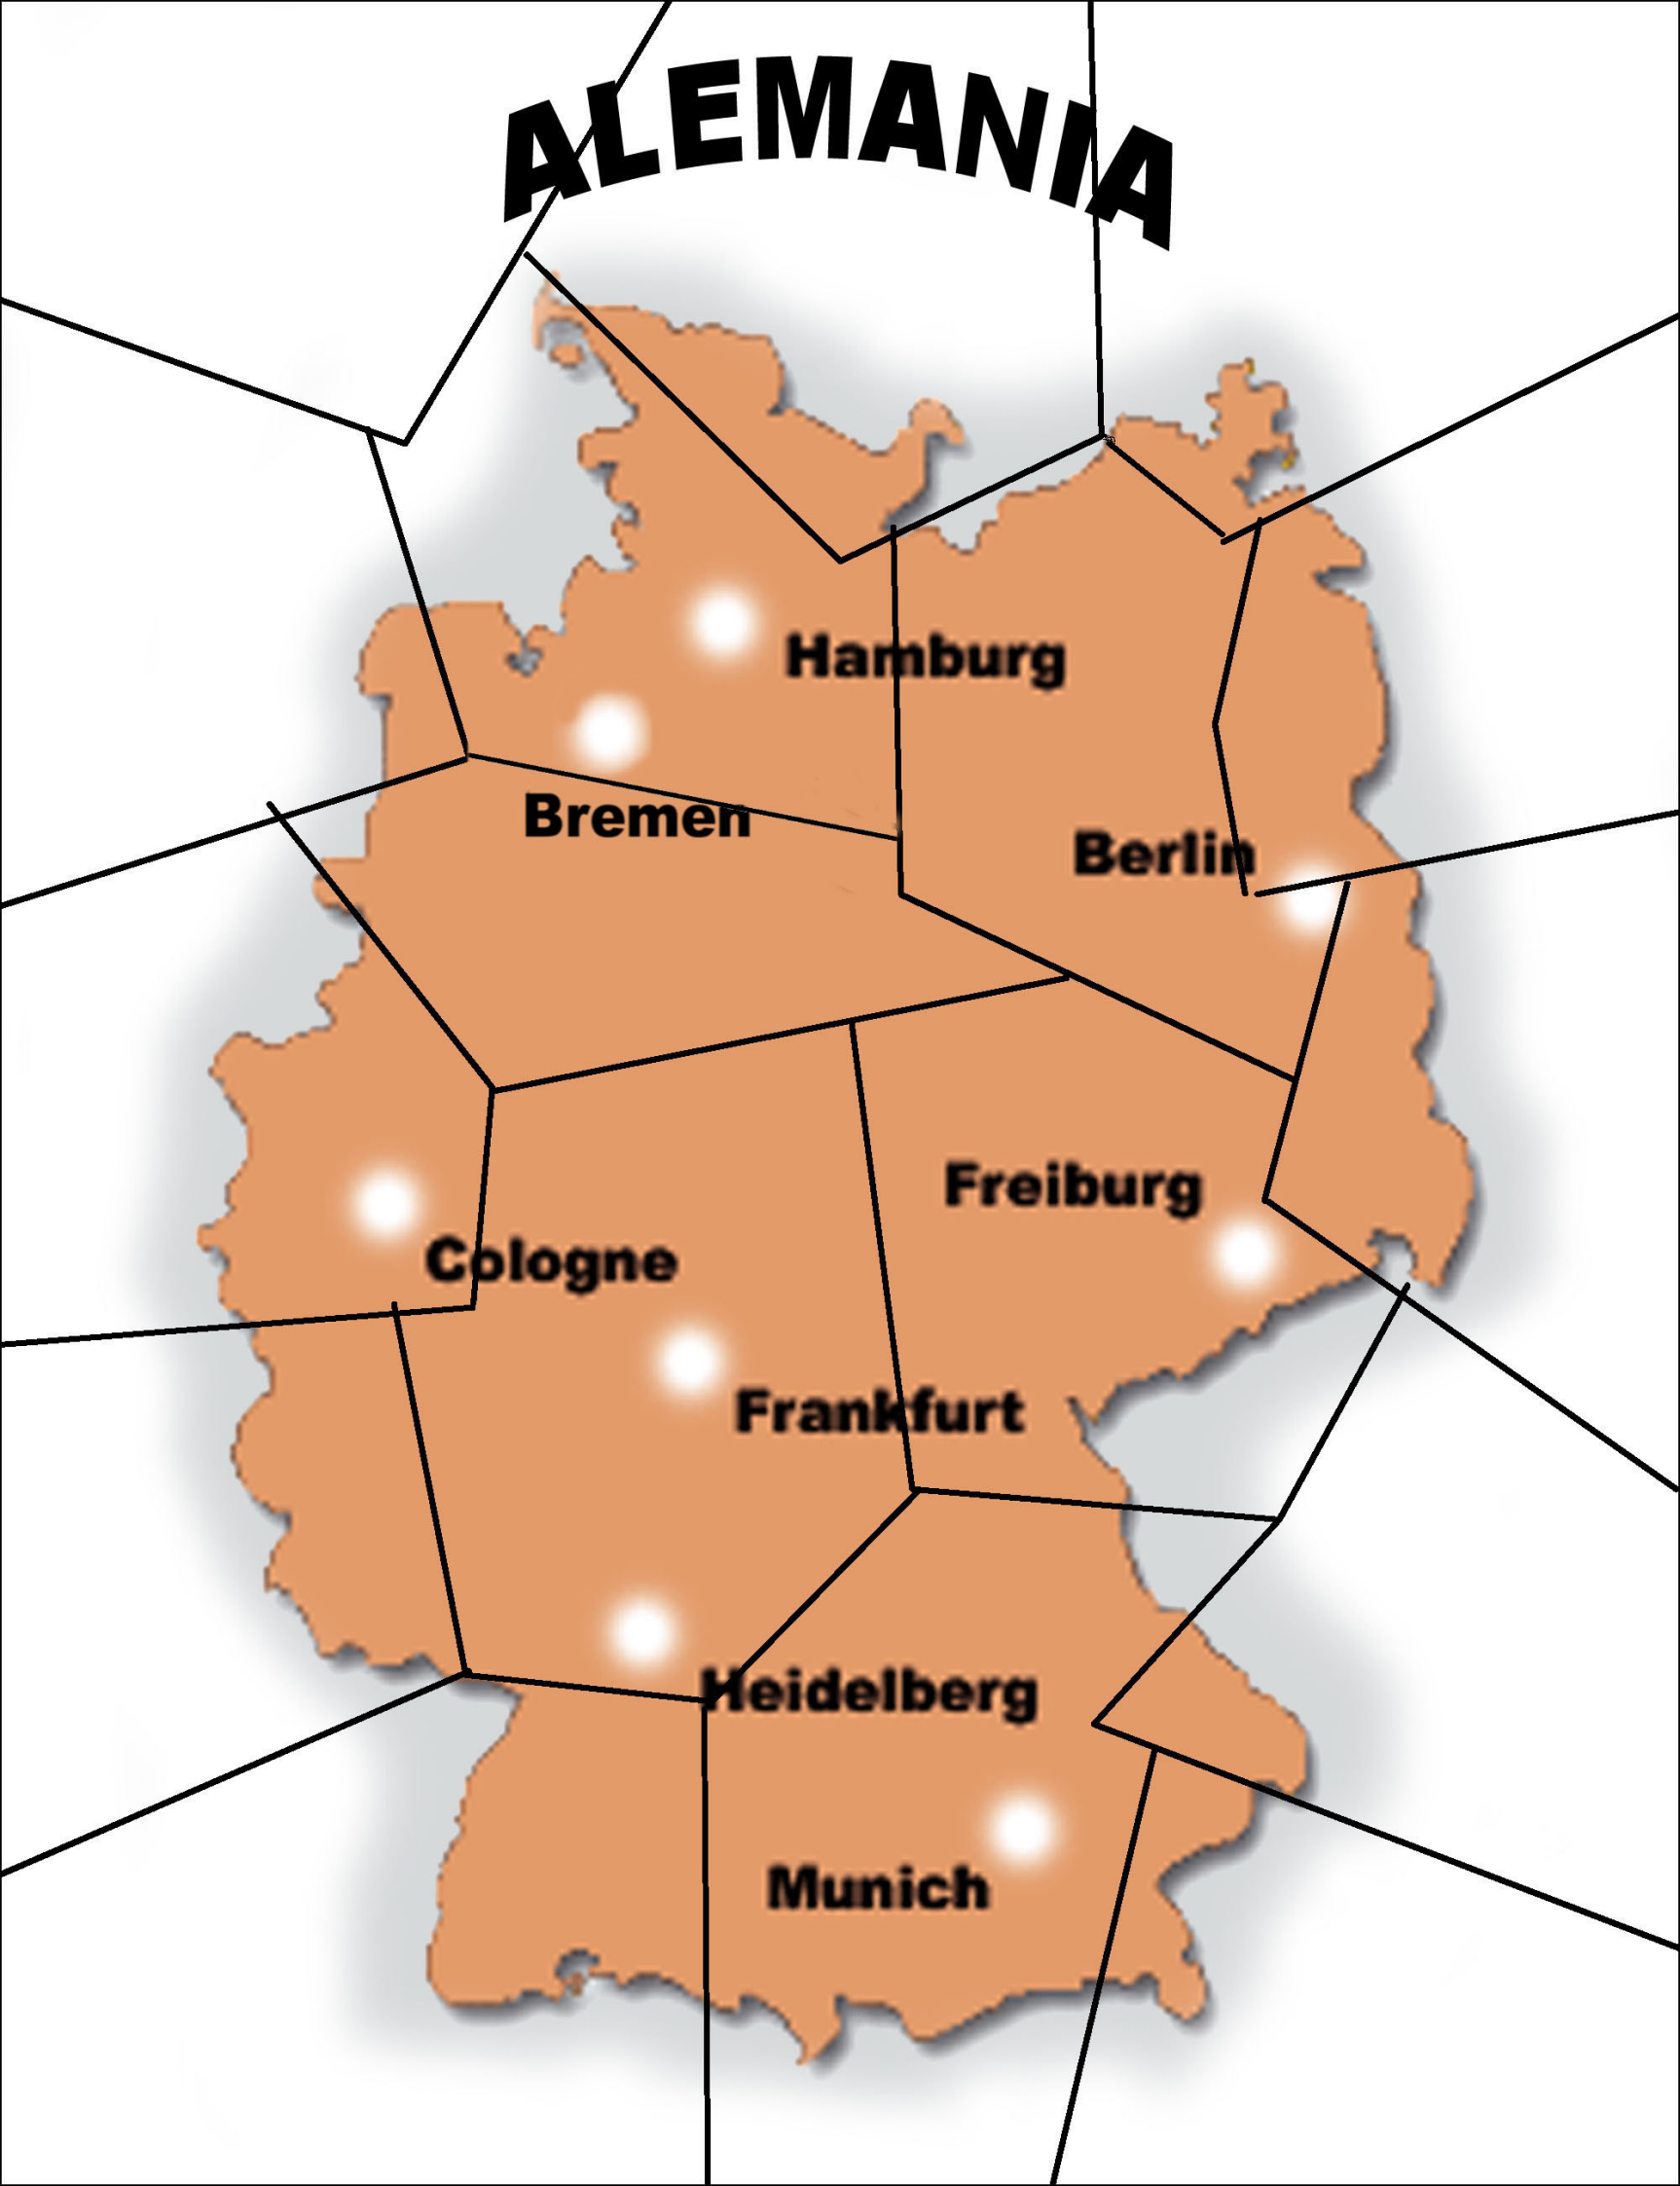 ALEMANIA
Hamburg
Bremen
Berlin
Freiburg
Cologne
Frankfurt
Heidelberg
Munich